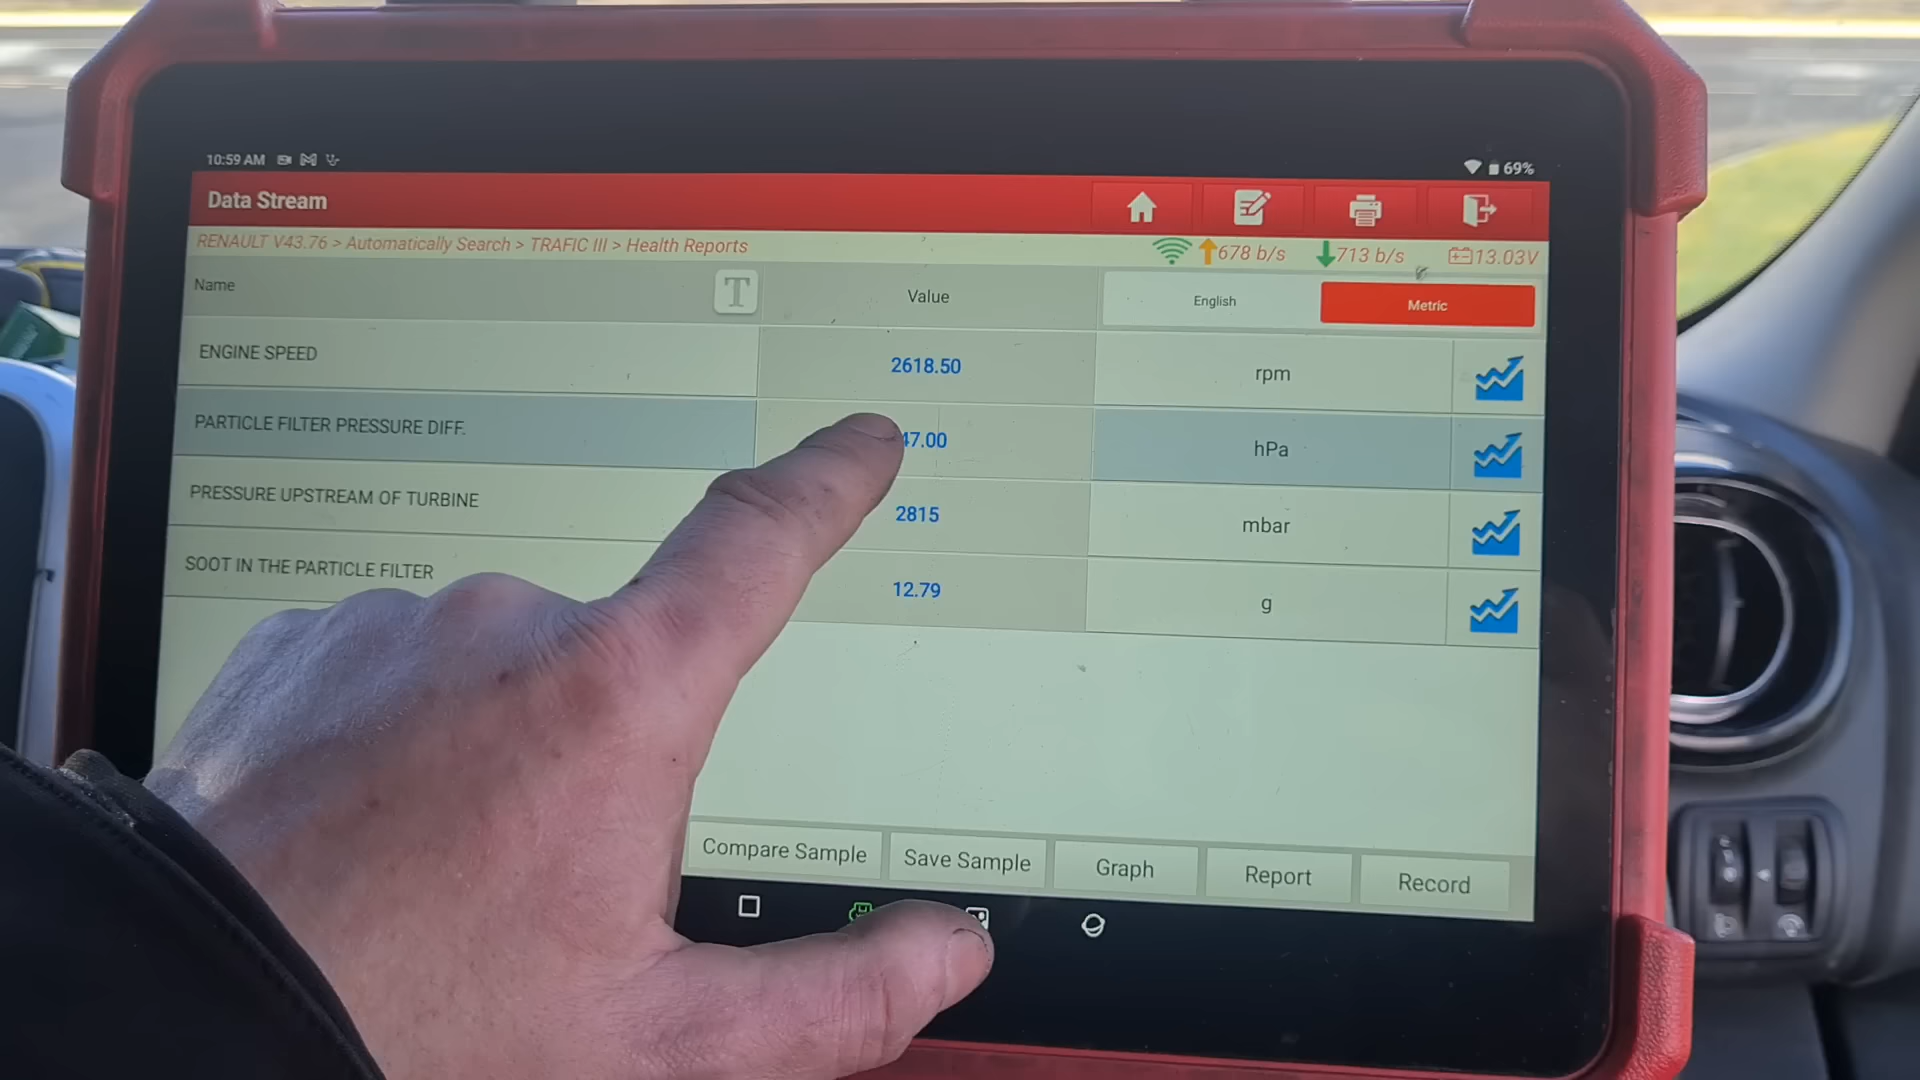 10:59 AM
69%
Data Stream
RENAULT V43.76 > Automatically Search > TRAFIC III > Health Reports
678 b/s
713 b/s
13.03V
Name
T
Value
English
Metric
ENGINE SPEED
2618.50
rpm
PARTICLE FILTER PRESSURE DIFF.
47.00
hPa
PRESSURE UPSTREAM OF TURBINE
2815
mbar
SOOT IN THE PARTICLE FILTER
12.79
g
Compare Sample
Save Sample
Graph
Report
Record